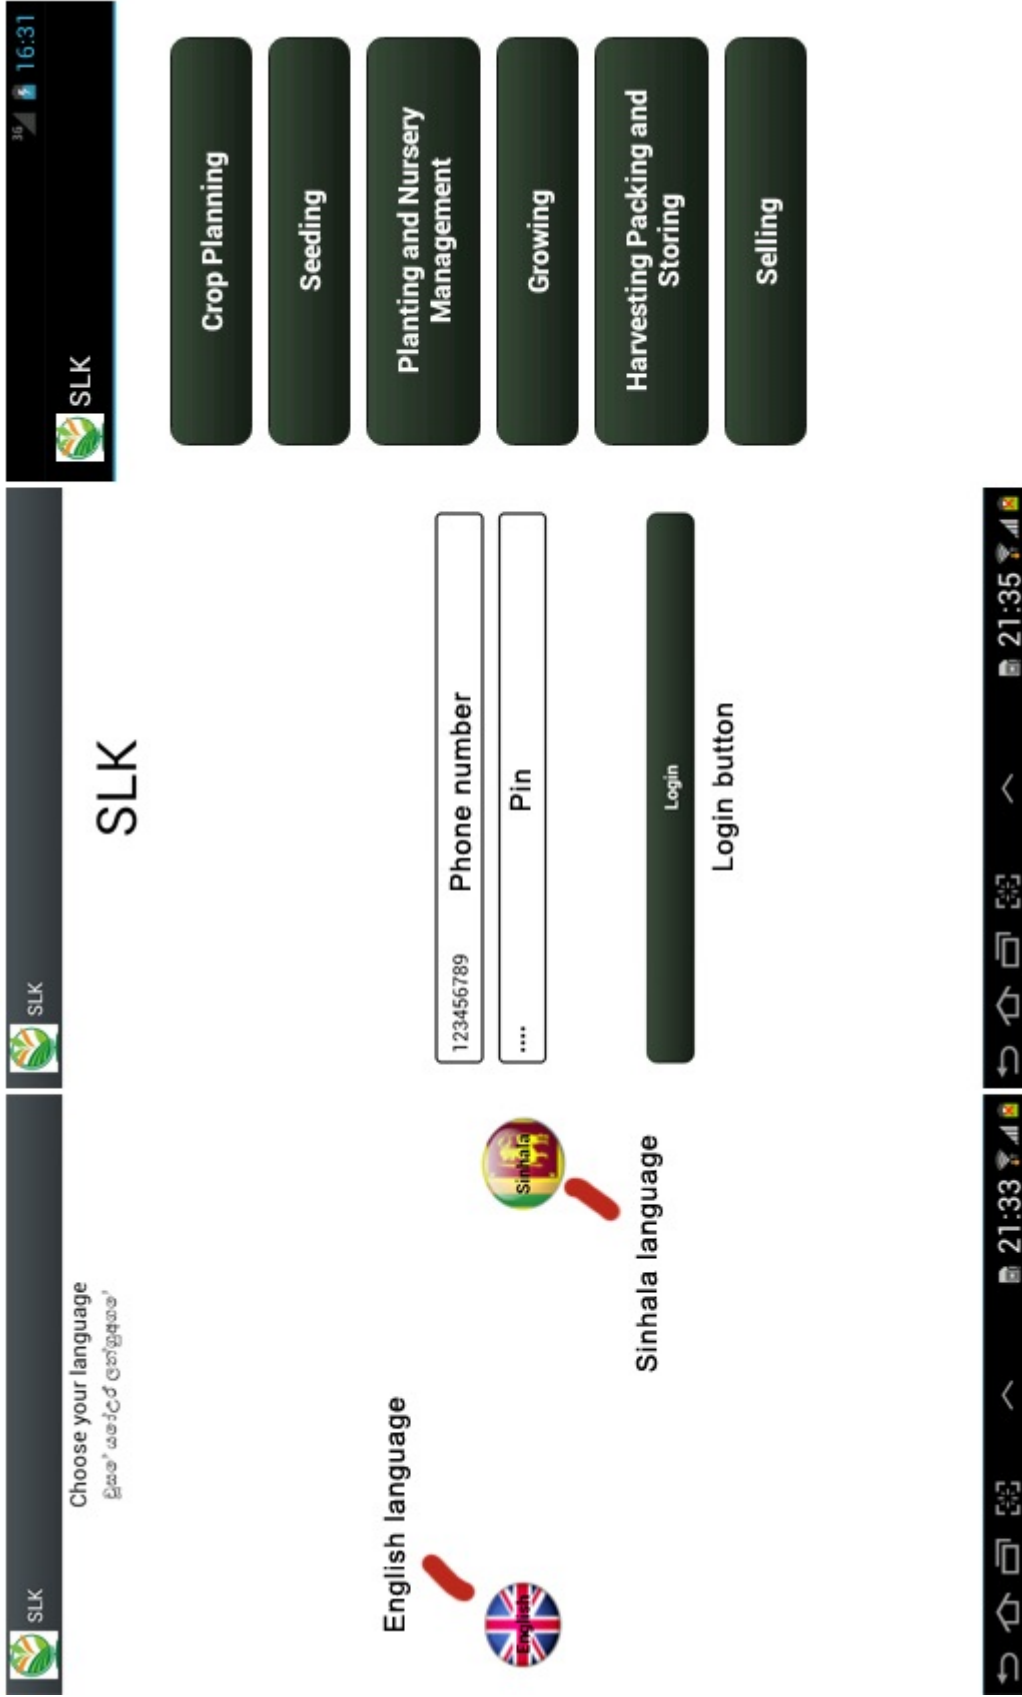 SLK
Choose your language
English language
English
Sinhala
Sinhala language
21:33
SLK
SLK
123456789
Phone number
....
Pin
Login
Login button
21:35
3G
16:31
SLK
Crop Planning
Seeding
Planting and Nursery
Management
Growing
Harvesting Packing and
Storing
Selling